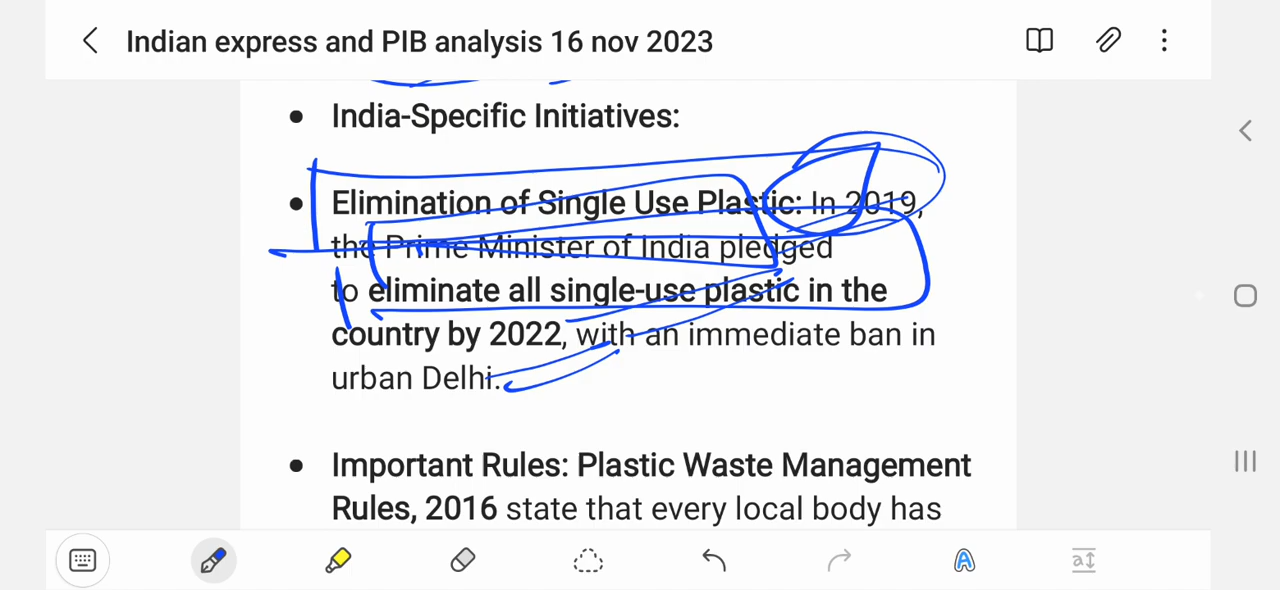 Indian express and PIB analysis 16 nov 2023
• India-Specific Initiatives:
• Elimination of Single Use Plastic: In 2019,
the Prime Minister of India pledged
to eliminate all single-use plastic in the
country by 2022, with an immediate ban in
urban Delhi.
• Important Rules: Plastic Waste Management
Rules, 2016 state that every local body has